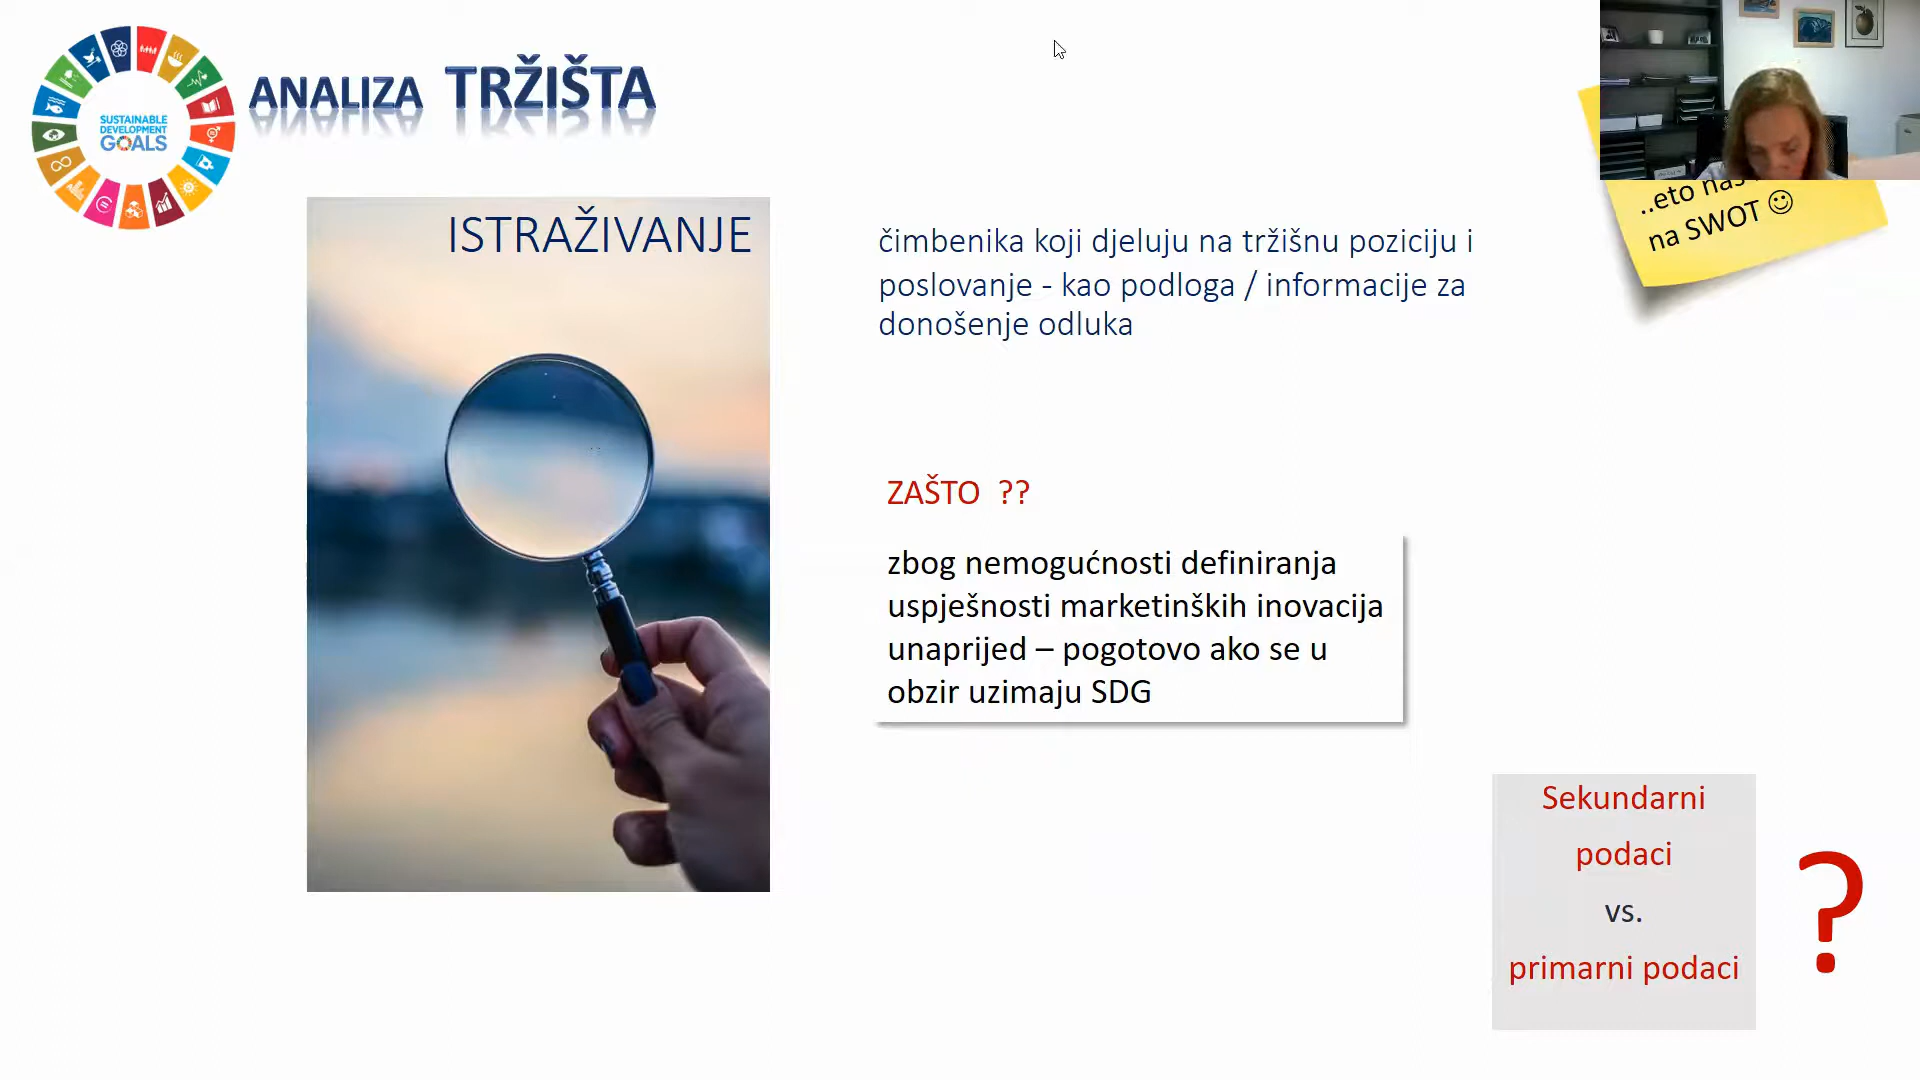 SUSTAINABLE
DEVELOPMENT
GOALS
ANALIZA TRŽIŠTA
ISTRAŽIVANJE
čimbenika koji djeluju na tržišnu poziciju i
poslovanje - kao podloga / informacije za
donošenje odluka
..eto nas
na SWOT ☺
ZAŠTO ??
zbog nemogućnosti definiranja
uspješnosti marketinških inovacija
unaprijed – pogotovo ako se u
obzir uzimaju SDG
Sekundarni
podaci
vs.
primarni podaci
?